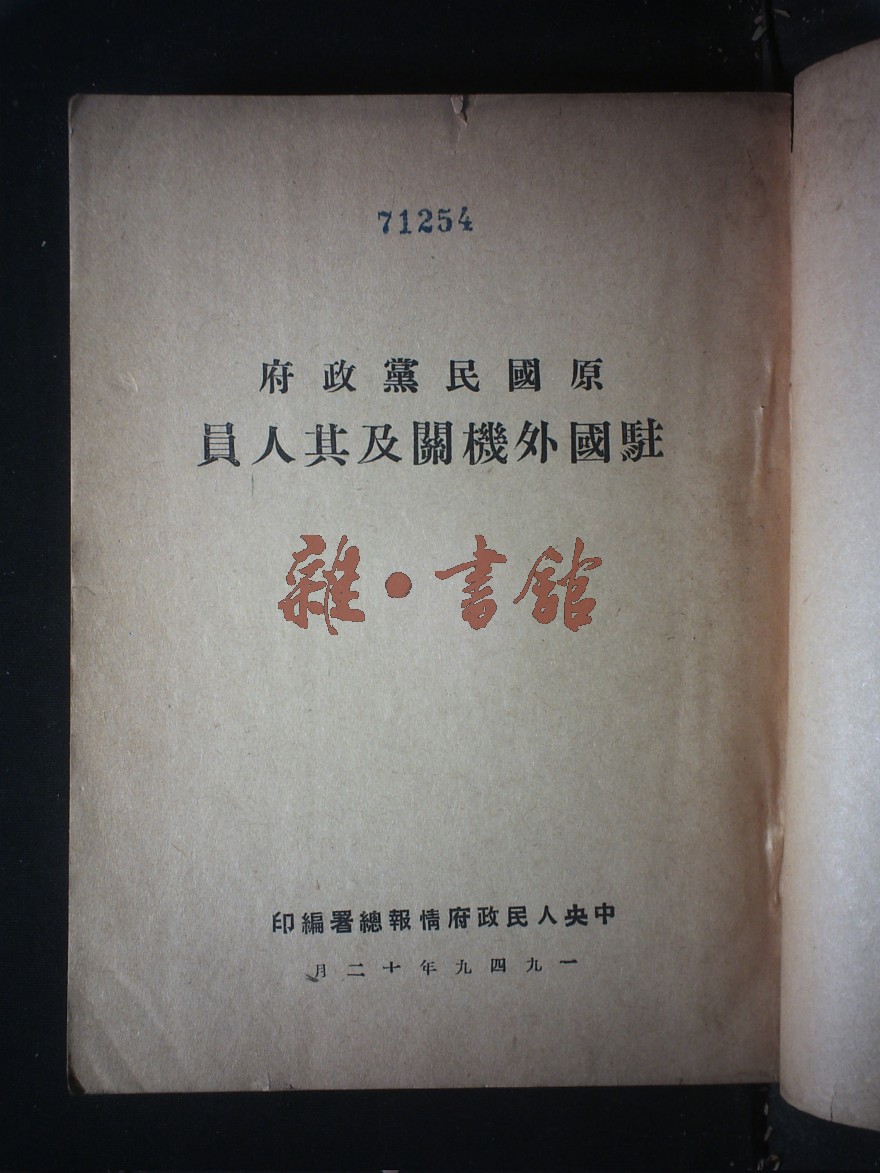 71254
原國民黨政府
駐國外機關及其人員
雜·書館
中央人民政府情報總署編印
一九四九年十二月